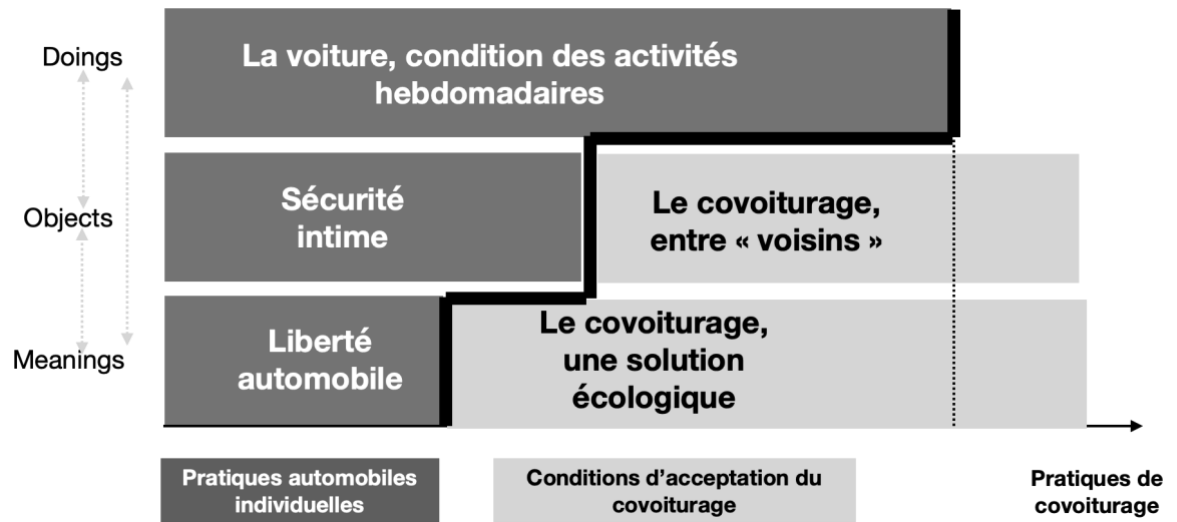 Doings
La voiture, condition des activités
hebdomadaires
Objects
Sécurité
intime
Le covoiturage,
entre « voisins »
Meanings
Liberté
automobile
Le covoiturage,
une solution
écologique
Pratiques automobiles
individuelles
Conditions d’acceptation du
covoiturage
Pratiques de
covoiturage